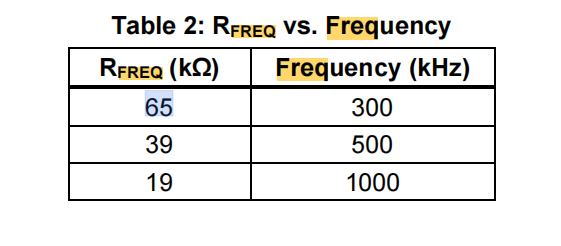 Table 2: RFREQ vs. Frequency
RFREQ (kΩ) Frequency (kHz)
65 300
39 500
19 1000